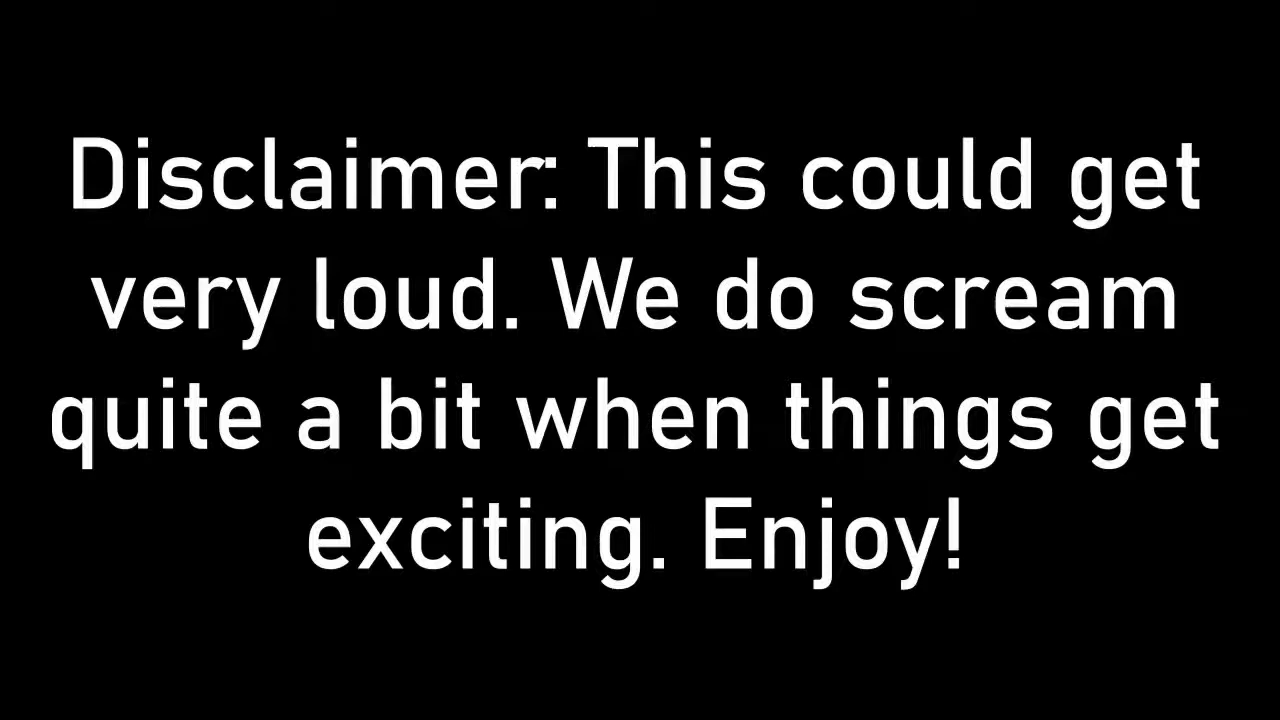 Disclaimer: This could get
very loud. We do scream
quite a bit when things get
exciting. Enjoy!